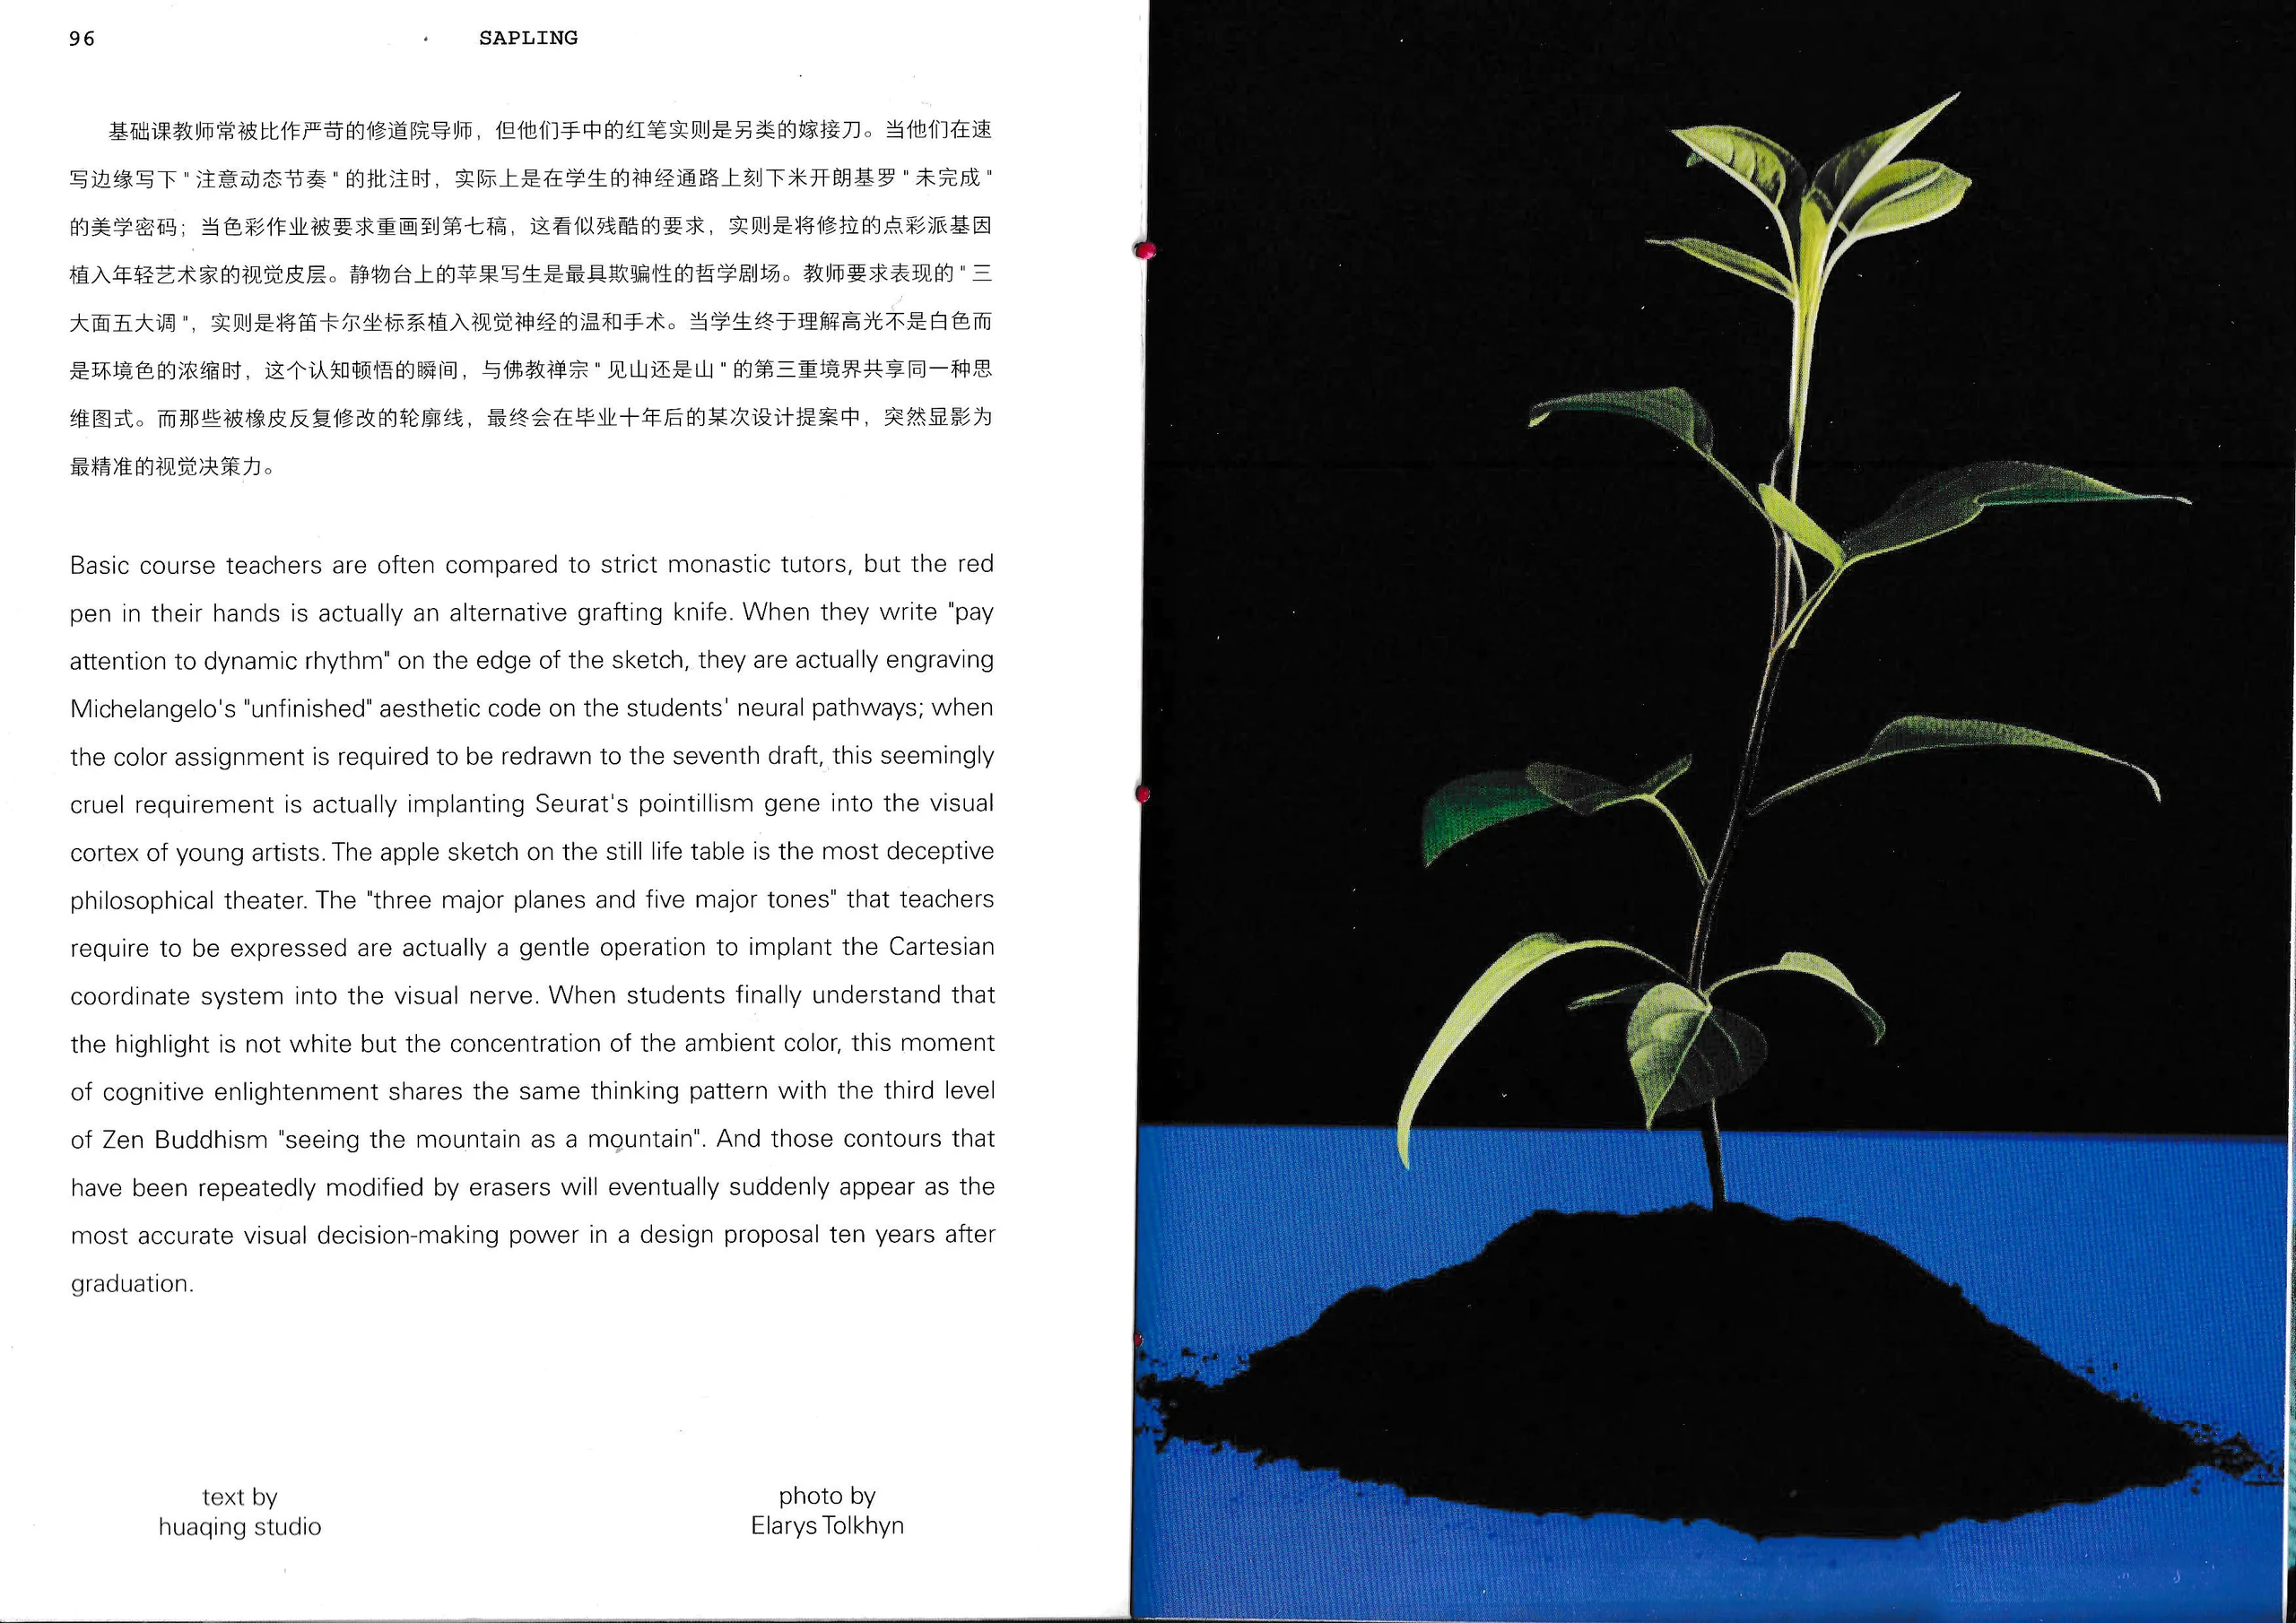 96
SAPLING
基础课教师常被比作严苛的修道院导师，但他们手中的红笔实则是另类的嫁接刀。当他们在速
写边缘写下"注意动态节奏"的批注时，实际上是在学生的神经通路上刻下米开朗基罗"未完成"
的美学密码；当色彩作业被要求重画到第七稿，这看似残酷的要求，实则是将修拉的点彩派基因
植入年轻艺术家的视觉皮层。静物台上的苹果写生是最具欺骗性的哲学剧场。教师要求表现的"三
大面五大调"，实则是将笛卡尔坐标系植入视觉神经的温和手术。当学生终于理解高光不是白色而
是环境色的浓缩时，这个认知顿悟的瞬间，与佛教禅宗"见山还是山"的第三重境界共享同一种思
维图式。而那些被橡皮反复修改的轮廓线，最终会在毕业十年后的某次设计提案中，突然显影为
最精准的视觉决策力。
Basic course teachers are often compared to strict monastic tutors, but the red
pen in their hands is actually an alternative grafting knife. When they write "pay
attention to dynamic rhythm" on the edge of the sketch, they are actually engraving
Michelangelo's "unfinished" aesthetic code on the students' neural pathways; when
the color assignment is required to be redrawn to the seventh draft, this seemingly
cruel requirement is actually implanting Seurat's pointillism gene into the visual
cortex of young artists. The apple sketch on the still life table is the most deceptive
philosophical theater. The "three major planes and five major tones" that teachers
require to be expressed are actually a gentle operation to implant the Cartesian
coordinate system into the visual nerve. When students finally understand that
the highlight is not white but the concentration of the ambient color, this moment
of cognitive enlightenment shares the same thinking pattern with the third level
of Zen Buddhism "seeing the mountain as a mountain". And those contours that
have been repeatedly modified by erasers will eventually suddenly appear as the
most accurate visual decision-making power in a design proposal ten years after
graduation.
text by
huaqing studio
photo by
Elarys Tolkhyn